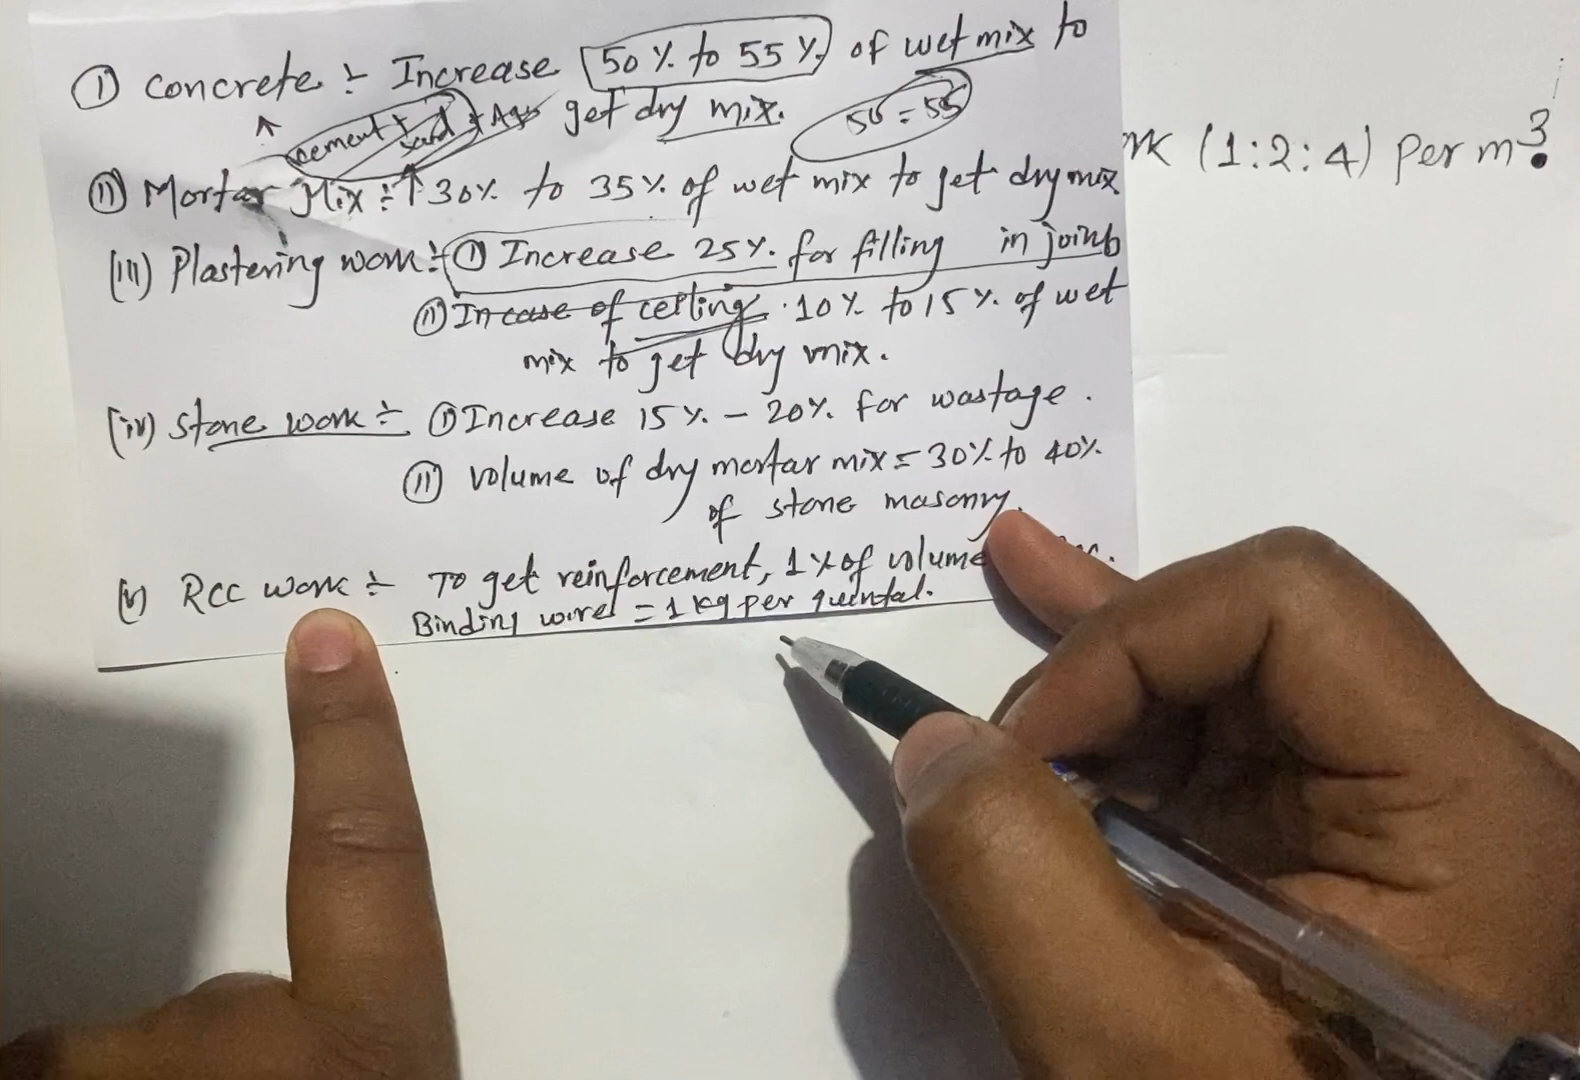 (I) Concrete :- Increase 50% to 55% of wet mix to
cement + sand + Agg get dry mix. 50 = 55
(II) Mortar Mix :- ↑ 30% to 35% of wet mix to get dry mix
(III) Plastering work :- (I) Increase 25% for filling in joints
(II) In case of ceiling 10% to 15% of wet
mix to get dry mix.
(IV) Stone work :- (I) Increase 15% - 20% for wastage.
(II) volume of dry mortar mix = 30% to 40%
of stone masonry.
(V) RCC work :- To get reinforcement, 1% of volume
Binding wires = 1 kg per quintal.
(1:2:4) Per m³